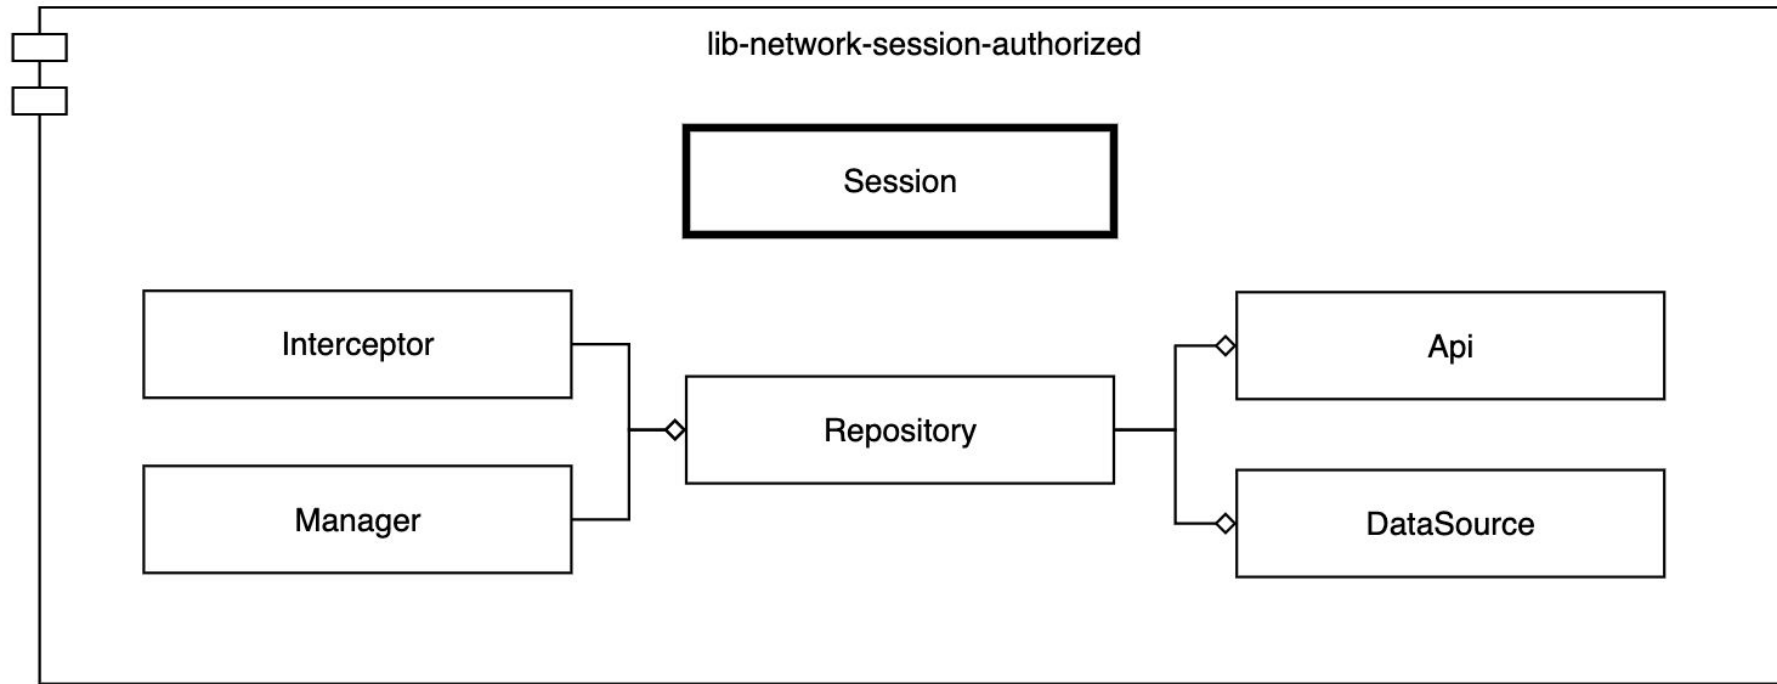 lib-network-session-authorized
Session
Interceptor
Api
Repository
Manager
DataSource